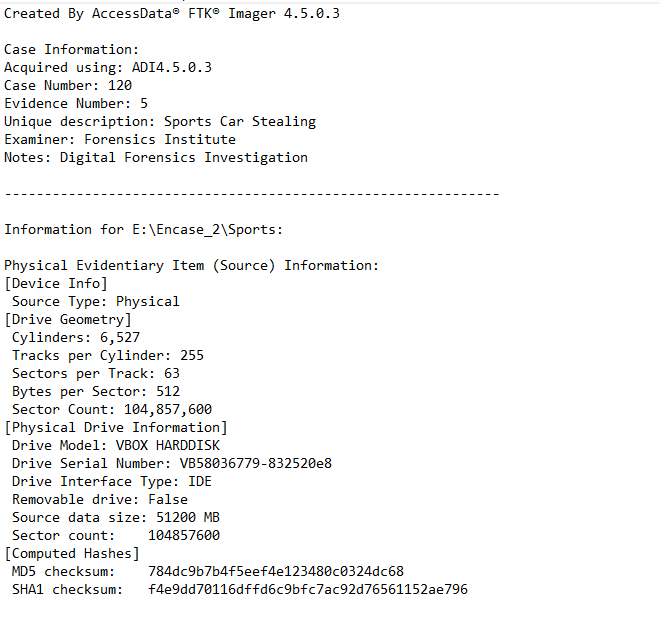 Created By AccessData® FTK® Imager 4.5.0.3
Case Information:
Acquired using: ADI4.5.0.3
Case Number: 120
Evidence Number: 5
Unique description: Sports Car Stealing
Examiner: Forensics Institute
Notes: Digital Forensics Investigation
--------------------------------------------------------------
Information for E:\Encase_2\Sports:
Physical Evidentiary Item (Source) Information:
[Device Info]
Source Type: Physical
[Drive Geometry]
Cylinders: 6,527
Tracks per Cylinder: 255
Sectors per Track: 63
Bytes per Sector: 512
Sector Count: 104,857,600
[Physical Drive Information]
Drive Model: VBOX HARDDISK
Drive Serial Number: VB58036779-832520e8
Drive Interface Type: IDE
Removable drive: False
Source data size: 51200 MB
Sector count:    104857600
[Computed Hashes]
MD5 checksum:    784dc9b7b4f5eef4e123480c0324dc68
SHA1 checksum:   f4e9dd70116dffd6c9bfc7ac92d76561152ae796